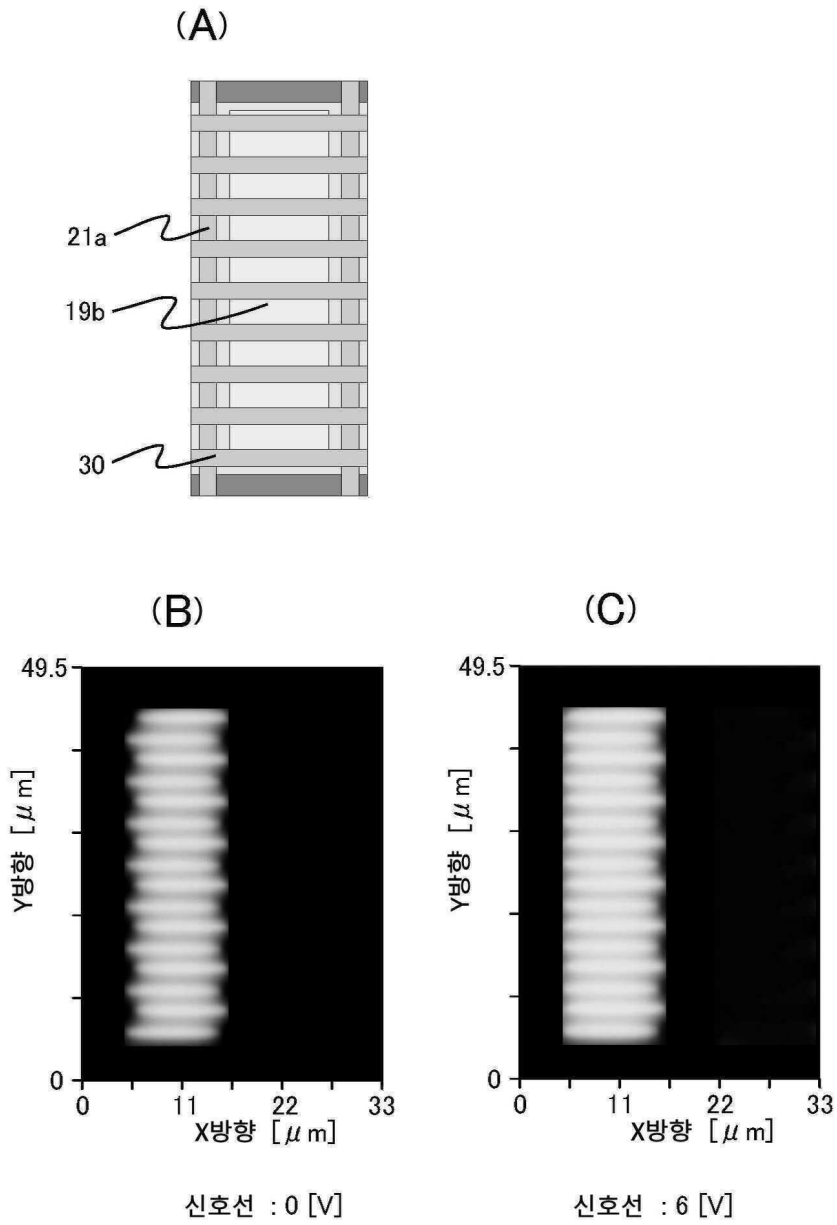 (A)
21a
19b
30
(B)
49.5
Y방향 [μm]
0
0 11 22 33
X방향 [μm]
신호선 : 0 [V]
(C)
49.5
Y방향 [μm]
0
0 11 22 33
X방향 [μm]
신호선 : 6 [V]